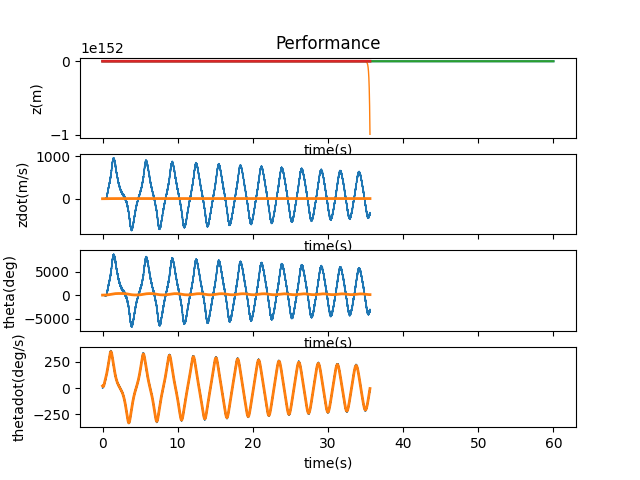 Performance
1e152
0
−1
z(m)
time(s)
1000
0
zdot(m/s)
time(s)
5000
0
−5000
theta(deg)
time(s)
250
0
−250
thetadot(deg/s)
0 10 20 30 40 50 60
time(s)